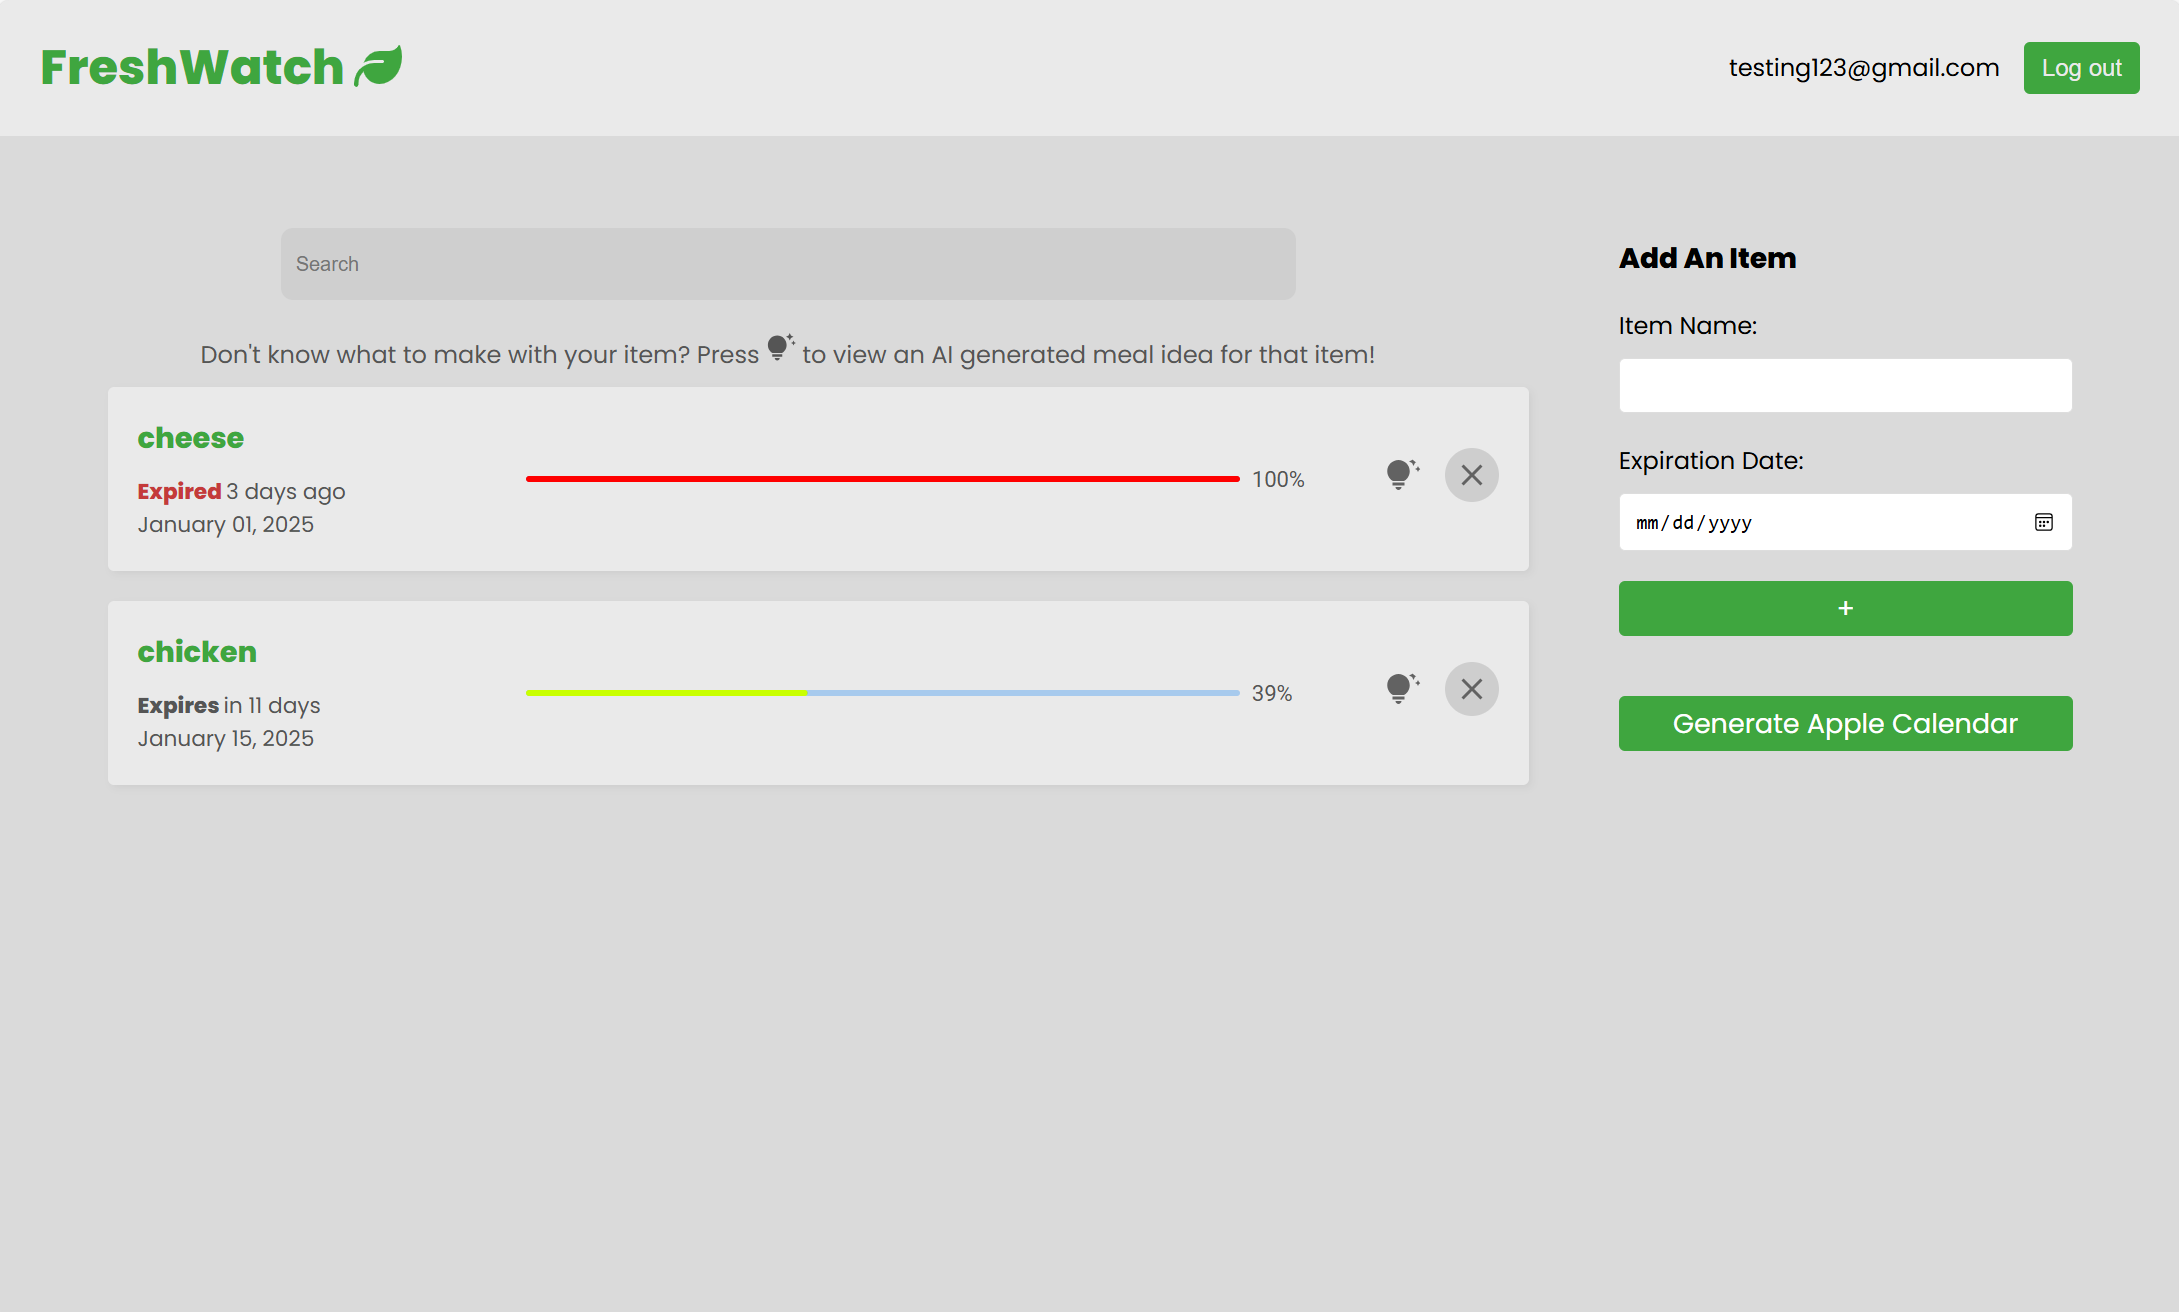 FreshWatch
testing123@gmail.com
Log out
Search
Don't know what to make with your item? Press to view an AI generated meal idea for that item!
cheese
Expired 3 days ago
January 01, 2025
100%
chicken
Expires in 11 days
January 15, 2025
39%
Add An Item
Item Name:
Expiration Date:
mm/dd/yyyy
+
Generate Apple Calendar